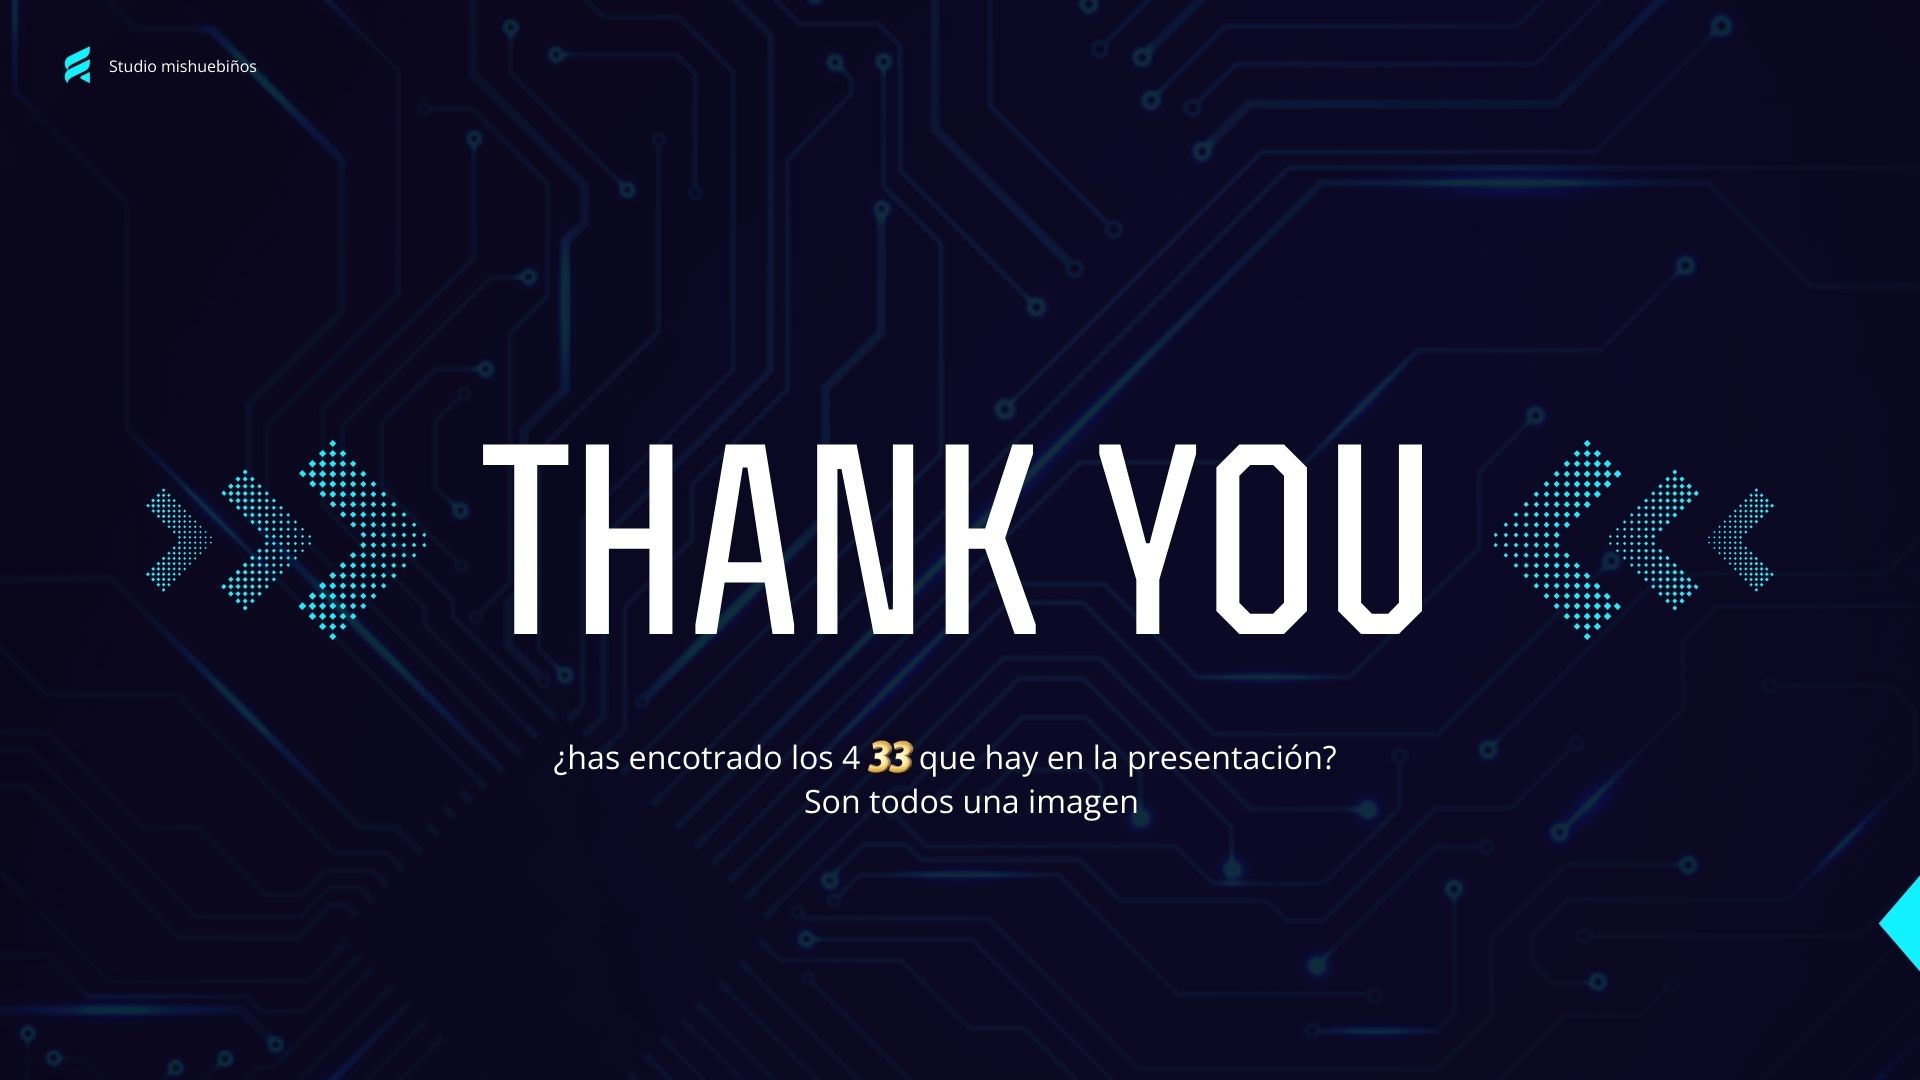 Studio mishuebiños
THANK YOU
¿has encotrado los 4 33 que hay en la presentación?
Son todos una imagen